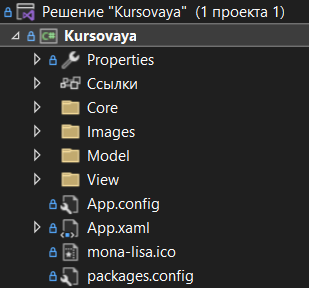 Решение "Kursovaya" (1 проекта 1)
C# Kursovaya
Properties
Ссылки
Core
Images
Model
View
App.config
App.xaml
mona-lisa.ico
packages.config